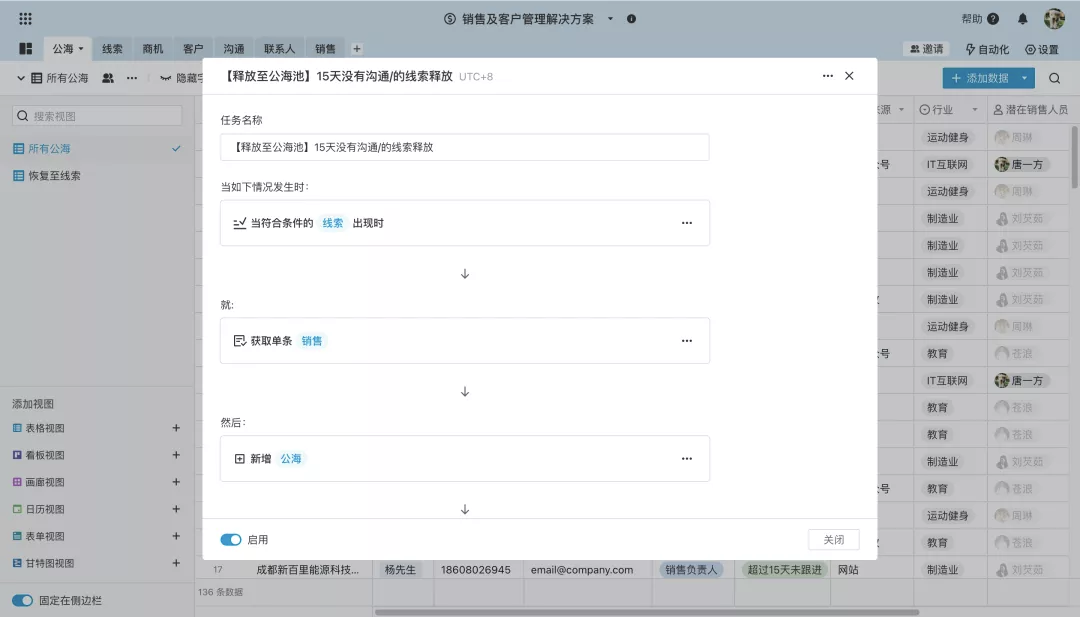 销售及客户管理解决方案
帮助
公海 线索 商机 客户 沟通 联系人 销售
邀请 自动化 设置
所有公海 隐藏字
添加数据
【释放至公海池】15天没有沟通/的线索释放 UTC+8
搜索视图
所有公海
恢复至线索
任务名称
【释放至公海池】15天没有沟通/的线索释放
当如下情况发生时:
当符合条件的 线索 出现时
就:
获取单条 销售
然后:
新增 公海
启用
关闭
添加视图
表格视图
看板视图
画廊视图
日历视图
表单视图
甘特图视图
固定在侧边栏
来源 行业 潜在销售人员
运动健身 周琳
号 IT互联网 唐一方
运动健身 周琳
制造业 刘芡茹
制造业 刘芡茹
制造业 刘芡茹
制造业 刘芡茹
运动健身 周琳
号 教育 苍浪
IT互联网 唐一方
教育 苍浪
教育 苍浪
制造业 刘芡茹
号 教育 苍浪
运动健身 周琳
教育 苍浪
17 成都新百里能源科技... 杨先生 18608026945 email@company.com 销售负责人 超过15天未跟进 网站 制造业 刘芡茹
136 条数据